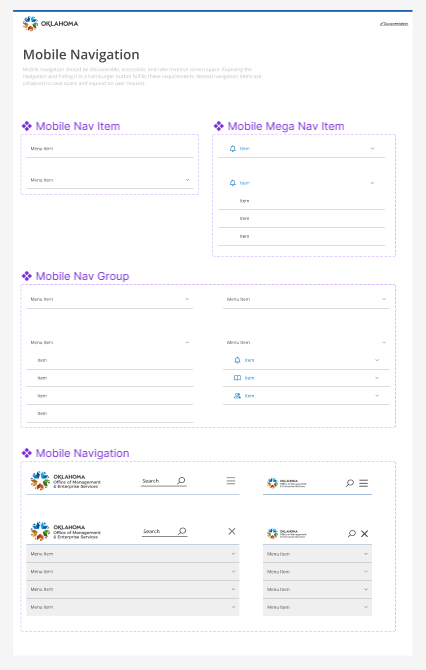 OKLAHOMA
Documentation
Mobile Navigation
Mobile navigation should be discoverable, accessible, and take minimal screen space. Exposing the
navigation and hiding it in a hamburger button fulfills these requirements. Nested navigation items are
collapsed to save space and expand on user request.
Mobile Nav Item
Menu Item
Menu Item
Mobile Mega Nav Item
Item
Item
Item
Item
Item
Mobile Nav Group
Menu Item
Menu Item
Menu Item
Item
Item
Item
Item
Menu Item
Item
Item
Item
Mobile Navigation
OKLAHOMA
Office of Management
& Enterprise Services
Search
OKLAHOMA
Office of Management
& Enterprise Services
OKLAHOMA
Office of Management
& Enterprise Services
Search
Menu Item
Menu Item
Menu Item
Menu Item
OKLAHOMA
Office of Management
& Enterprise Services
Menu Item
Menu Item
Menu Item
Menu Item